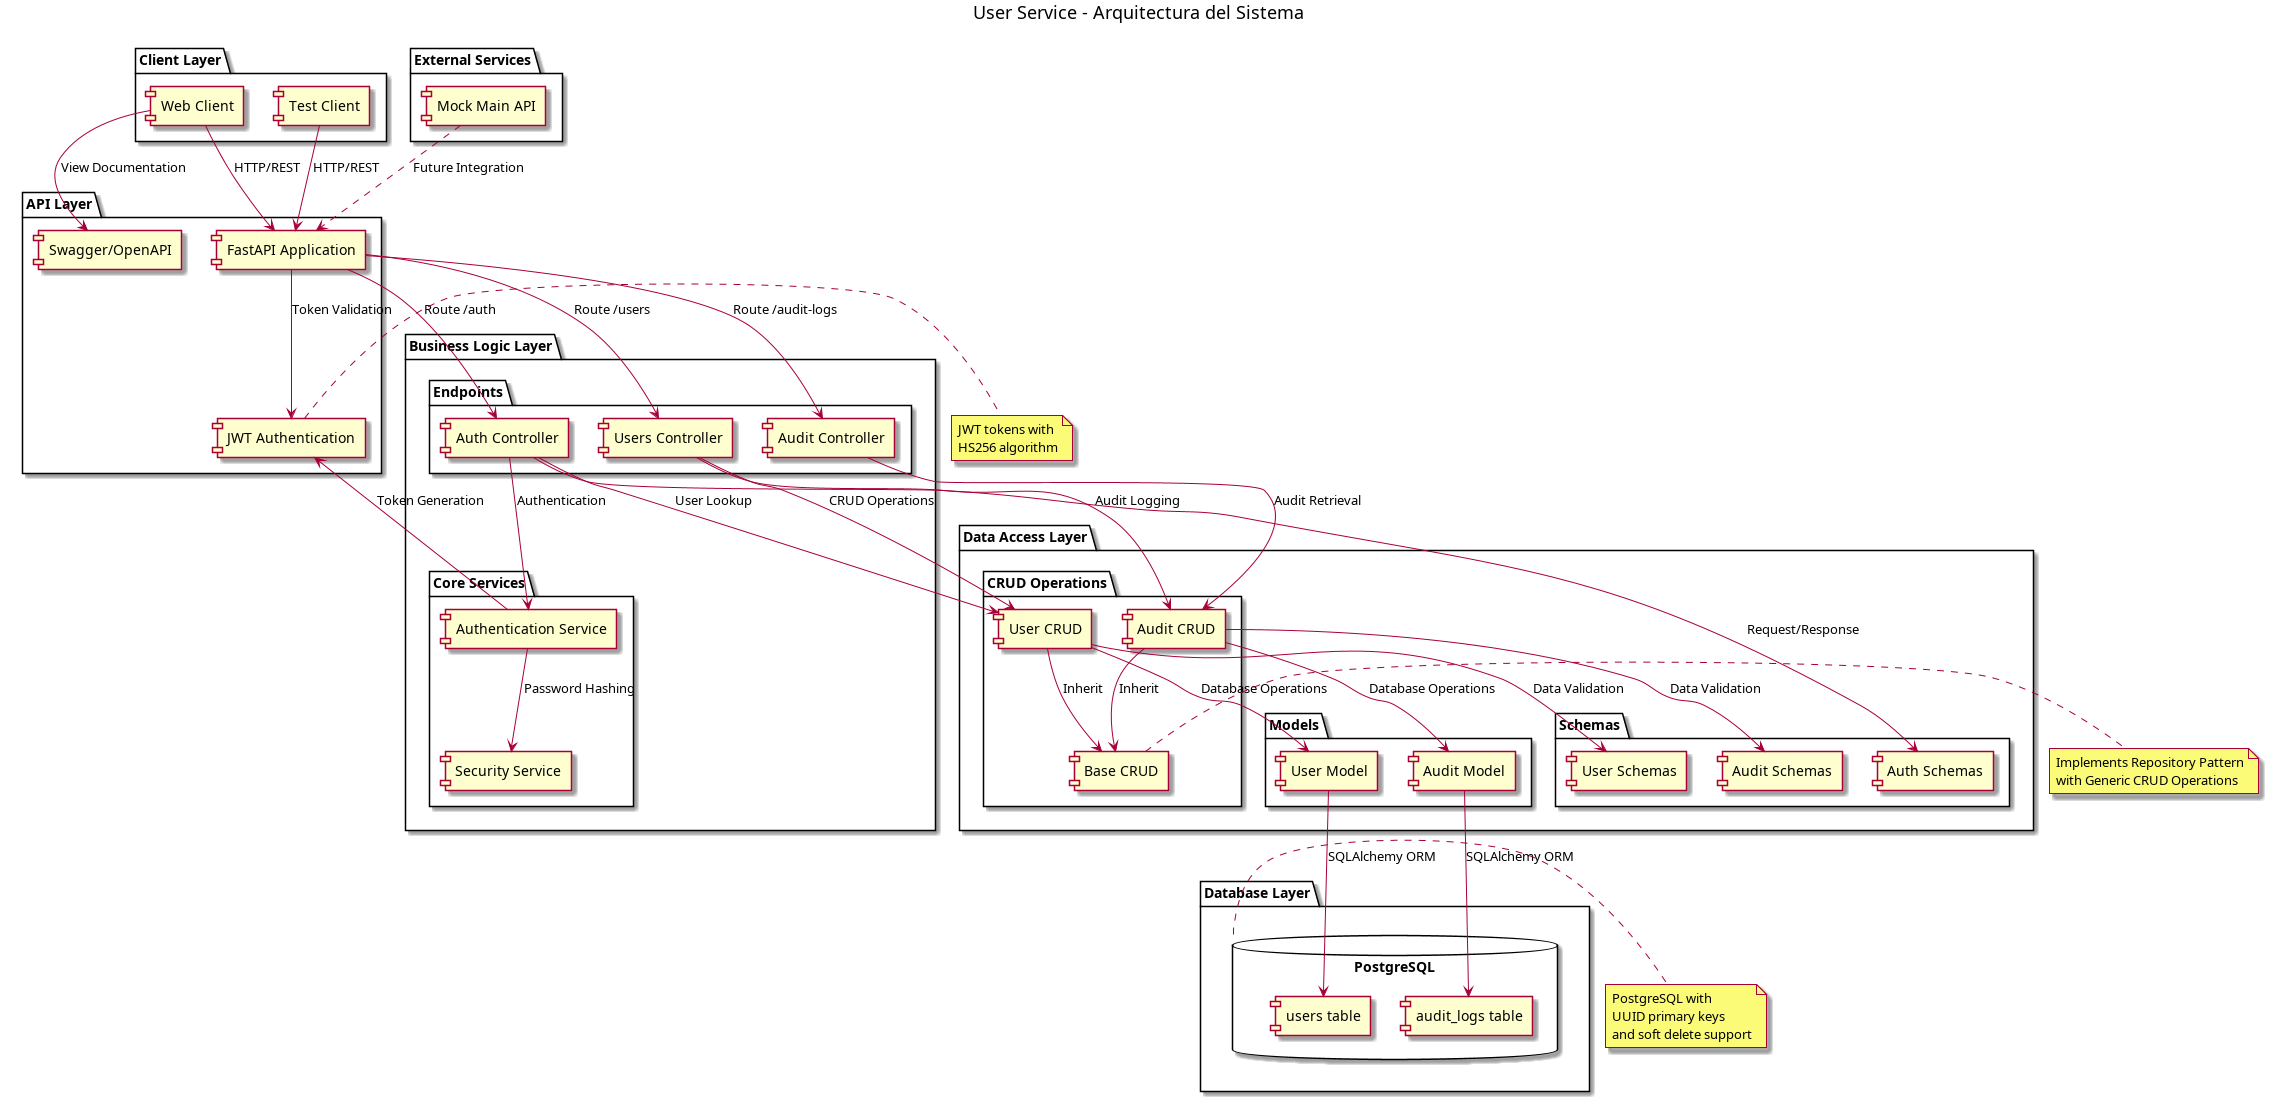 User Service - Arquitectura del Sistema
Client Layer
External Services
Web Client
Test Client
Mock Main API
View Documentation
HTTP/REST
HTTP/REST
Future Integration
API Layer
Swagger/OpenAPI
FastAPI Application
Token Validation
Route /auth
Route /users
Route /audit-logs
Business Logic Layer
Endpoints
JWT Authentication
Auth Controller
Users Controller
Audit Controller
JWT tokens with
HS256 algorithm
Token Generation
Authentication
User Lookup
CRUD Operations
Audit Logging
Audit Retrieval
Data Access Layer
Core Services
CRUD Operations
Authentication Service
User CRUD
Audit CRUD
Request/Response
Password Hashing
Inherit
Inherit
Database Operations
Database Operations
Data Validation
Data Validation
Models
Schemas
Security Service
Base CRUD
User Model
Audit Model
User Schemas
Audit Schemas
Auth Schemas
Implements Repository Pattern
with Generic CRUD Operations
SQLAlchemy ORM
SQLAlchemy ORM
Database Layer
PostgreSQL
users table
audit_logs table
PostgreSQL with
UUID primary keys
and soft delete support